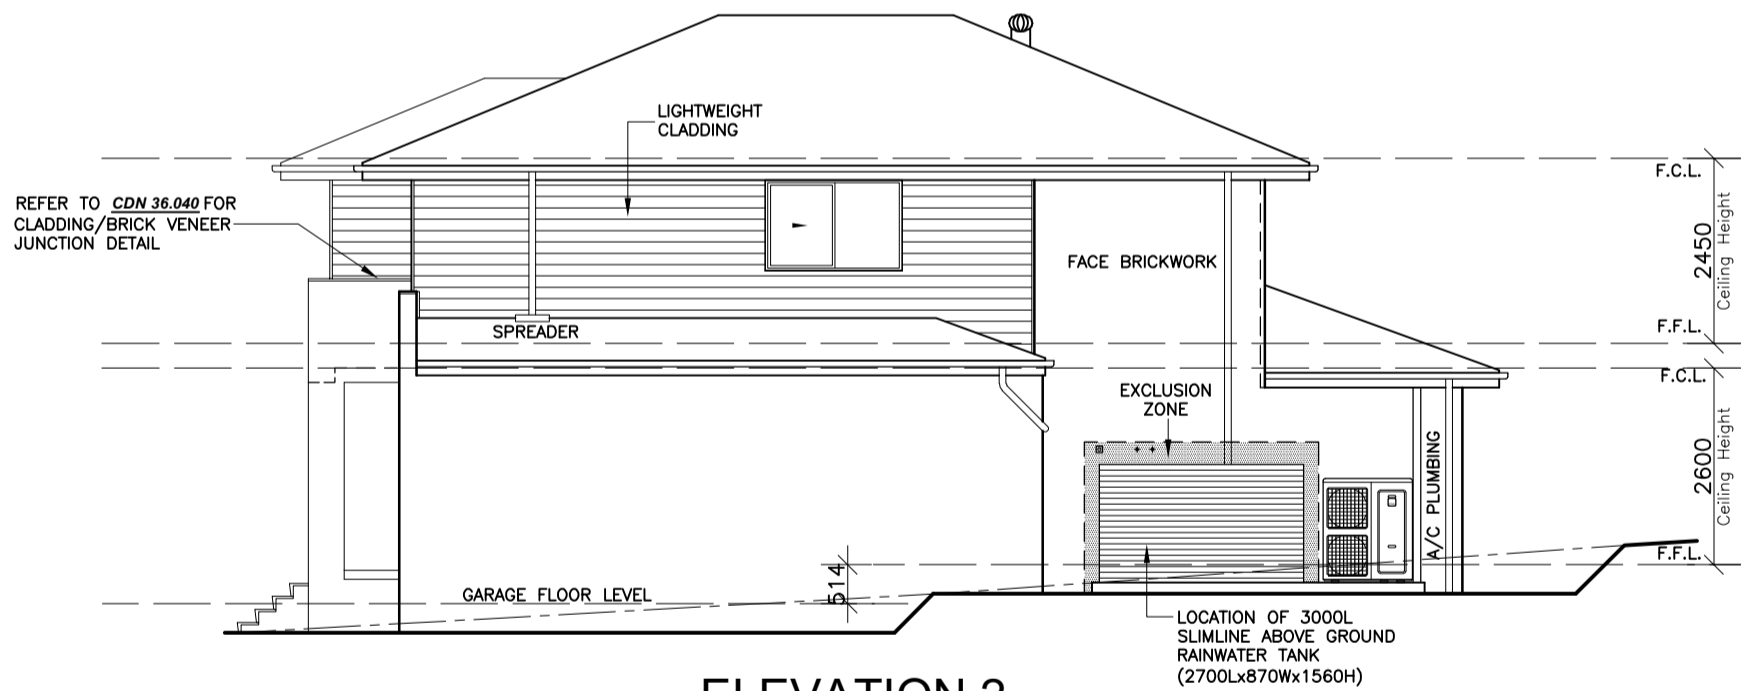 LIGHTWEIGHT
CLADDING
REFER TO CDN 36.040 FOR
CLADDING/BRICK VENEER
JUNCTION DETAIL
F.C.L.
2450
Ceiling Height
FACE BRICKWORK
SPREADER
F.F.L.
F.C.L.
EXCLUSION
ZONE
2600
Ceiling Height
A/C PLUMBING
F.F.L.
514
GARAGE FLOOR LEVEL
LOCATION OF 3000L
SLIMLINE ABOVE GROUND
RAINWATER TANK
(2700Lx870Wx1560H)
ELEVATION